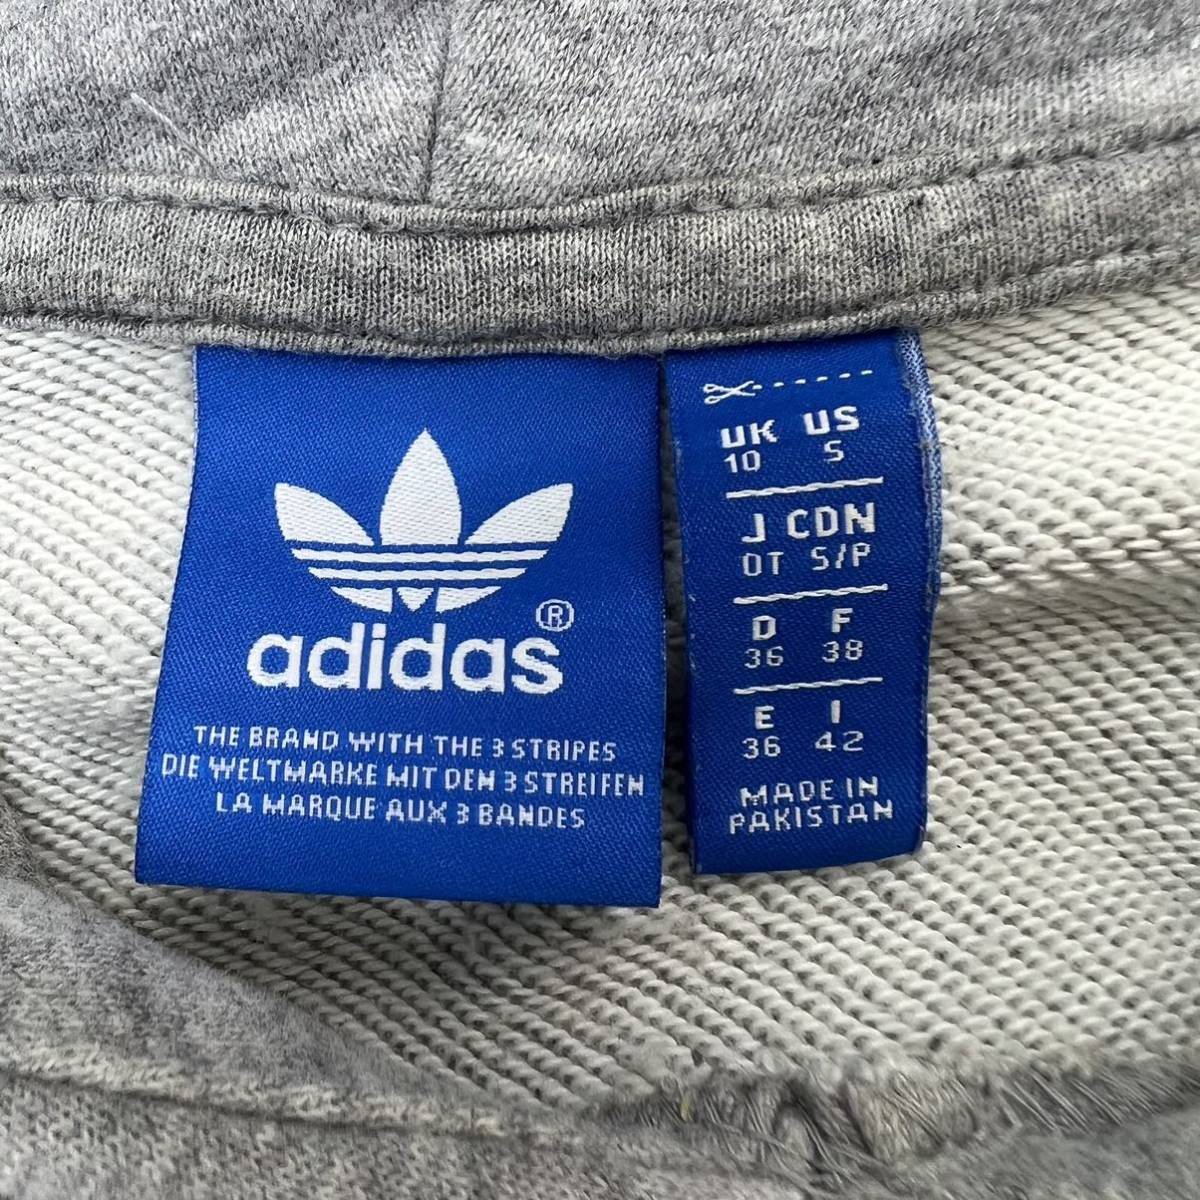 adidas®
THE BRAND WITH THE 3 STRIPES
DIE WELTMARKE MIT DEN 3 STREIFEN
LA MARQUE AUX 3 BANDES
UK US
10 S
J CDN
OT S/P
D F
36 38
E I
36 42
MADE IN
PAKISTAN